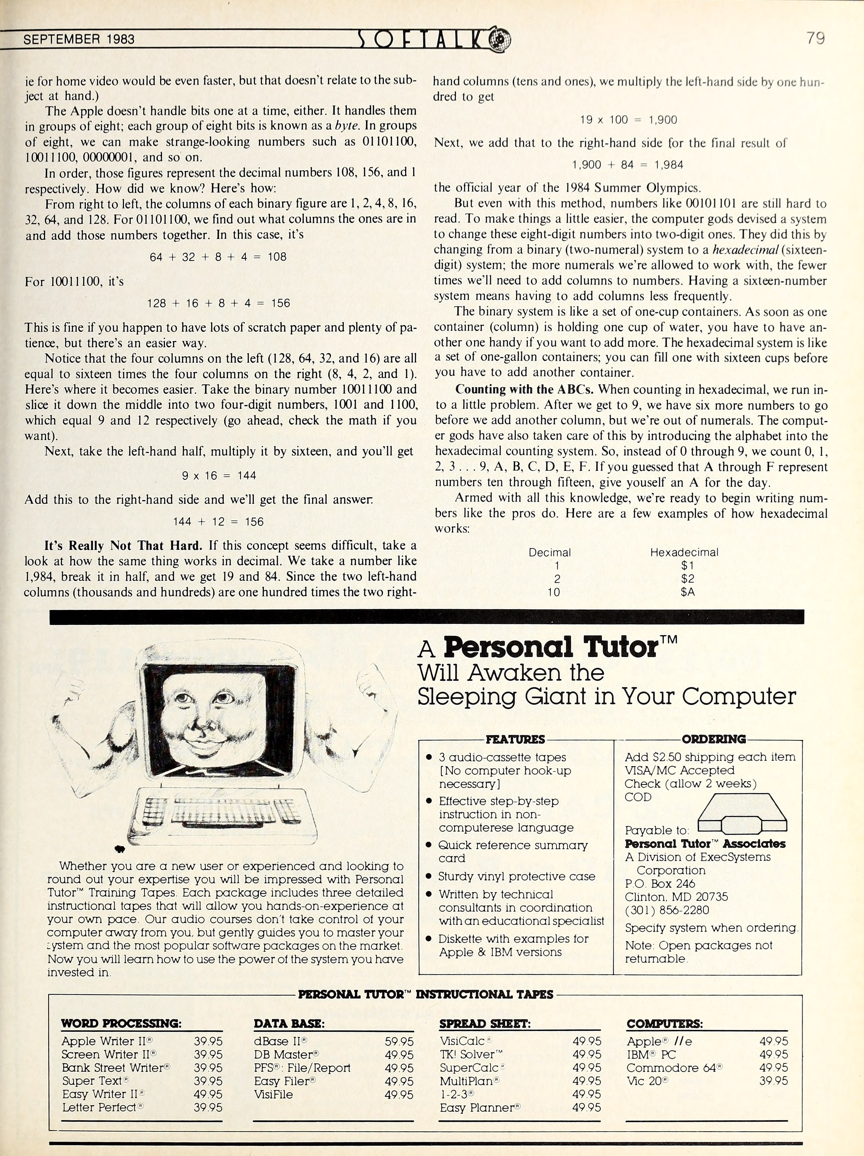 SEPTEMBER 1983
SOFTALK
79
ie for home video would be even faster, but that doesn't relate to the sub-
ject at hand.)
The Apple doesn't handle bits one at a time, either. It handles them
in groups of eight; each group of eight bits is known as a byte. In groups
of eight, we can make strange-looking numbers such as 01101100,
10011100, 00000001, and so on.
In order, those figures represent the decimal numbers 108, 156, and 1
respectively. How did we know? Here's how:
From right to left, the columns of each binary figure are 1, 2, 4, 8, 16,
32, 64, and 128. For 01101100, we find out what columns the ones are in
and add those numbers together. In this case, it's
64 + 32 + 8 + 4 = 108
For 10011100, it's
128 + 16 + 8 + 4 = 156
This is fine if you happen to have lots of scratch paper and plenty of pa-
tience, but there's an easier way.
Notice that the four columns on the left (128, 64, 32, and 16) are all
equal to sixteen times the four columns on the right (8, 4, 2, and 1).
Here's where it becomes easier. Take the binary number 10011100 and
slice it down the middle into two four-digit numbers, 1001 and 1100,
which equal 9 and 12 respectively (go ahead, check the math if you
want).
Next, take the left-hand half, multiply it by sixteen, and you'll get
9 x 16 = 144
Add this to the right-hand side and we'll get the final answer:
144 + 12 = 156
It's Really Not That Hard. If this concept seems difficult, take a
look at how the same thing works in decimal. We take a number like
1,984, break it in half, and we get 19 and 84. Since the two left-hand
columns (thousands and hundreds) are one hundred times the two right-
hand columns (tens and ones), we multiply the left-hand side by one hun-
dred to get
19 x 100 = 1,900
Next, we add that to the right-hand side for the final result of
1,900 + 84 = 1,984
the official year of the 1984 Summer Olympics.
But even with this method, numbers like 00101101 are still hard to
read. To make things a little easier, the computer gods devised a system
to change these eight-digit numbers into two-digit ones. They did this by
changing from a binary (two-numeral) system to a hexadecimal (sixteen-
digit) system; the more numerals we're allowed to work with, the fewer
times we'll need to add columns to numbers. Having a sixteen-number
system means having to add columns less frequently.
The binary system is like a set of one-cup containers. As soon as one
container (column) is holding one cup of water, you have to have an-
other one handy if you want to add more. The hexadecimal system is like
a set of one-gallon containers; you can fill one with sixteen cups before
you have to add another container.
Counting with the ABCs. When counting in hexadecimal, we run in-
to a little problem. After we get to 9, we have six more numbers to go
before we add another column, but we're out of numerals. The comput-
er gods have also taken care of this by introducing the alphabet into the
hexadecimal counting system. So, instead of 0 through 9, we count 0, 1,
2, 3 . . . 9, A, B, C, D, E, F. If you guessed that A through F represent
numbers ten through fifteen, give youself an A for the day.
Armed with all this knowledge, we're ready to begin writing num-
bers like the pros do. Here are a few examples of how hexadecimal
works:
Decimal Hexadecimal
1 $1
2 $2
10 $A
A Personal Tutor™
Will Awaken the
Sleeping Giant in Your Computer
Whether you are a new user or experienced and looking to
round out your expertise you will be impressed with Personal
Tutor™ Training Tapes. Each package includes three detailed
instructional tapes that will allow you hands-on-experience at
your own pace. Our audio courses don't take control of your
computer away from you, but gently guides you to master your
system and the most popular software packages on the market.
Now you will learn how to use the power of the system you have
invested in.
FEATURES
• 3 audio-cassette tapes
[No computer hook-up
necessary]
• Effective step-by-step
instruction in non-
computerese language
• Quick reference summary
card
• Sturdy vinyl protective case
• Written by technical
consultants in coordination
with an educational specialist
• Diskette with examples for
Apple & IBM versions
ORDERING
Add $2.50 shipping each item
VISA/MC Accepted
Check (allow 2 weeks)
COD
Payable to:
Personal Tutor™ Associates
A Division of ExecSystems
Corporation
P.O. Box 246
Clinton, MD 20735
(301) 856-2280
Specify system when ordering.
Note: Open packages not
returnable.
PERSONAL TUTOR™ INSTRUCTIONAL TAPES
WORD PROCESSING:
Apple Writer II® 39.95
Screen Writer II® 39.95
Bank Street Writer® 39.95
Super Text® 39.95
Easy Writer II® 49.95
Letter Perfect® 39.95
DATA BASE:
dBase II® 59.95
DB Master® 49.95
PFS®: File/Report 49.95
Easy Filer® 49.95
VisiFile 49.95
SPREAD SHEET:
VisiCalc® 49.95
TK! Solver™ 49.95
SuperCalc® 49.95
MultiPlan® 49.95
1-2-3® 49.95
Easy Planner® 49.95
COMPUTERS:
Apple® //e 49.95
IBM® PC 49.95
Commodore 64® 49.95
Vic 20® 39.95